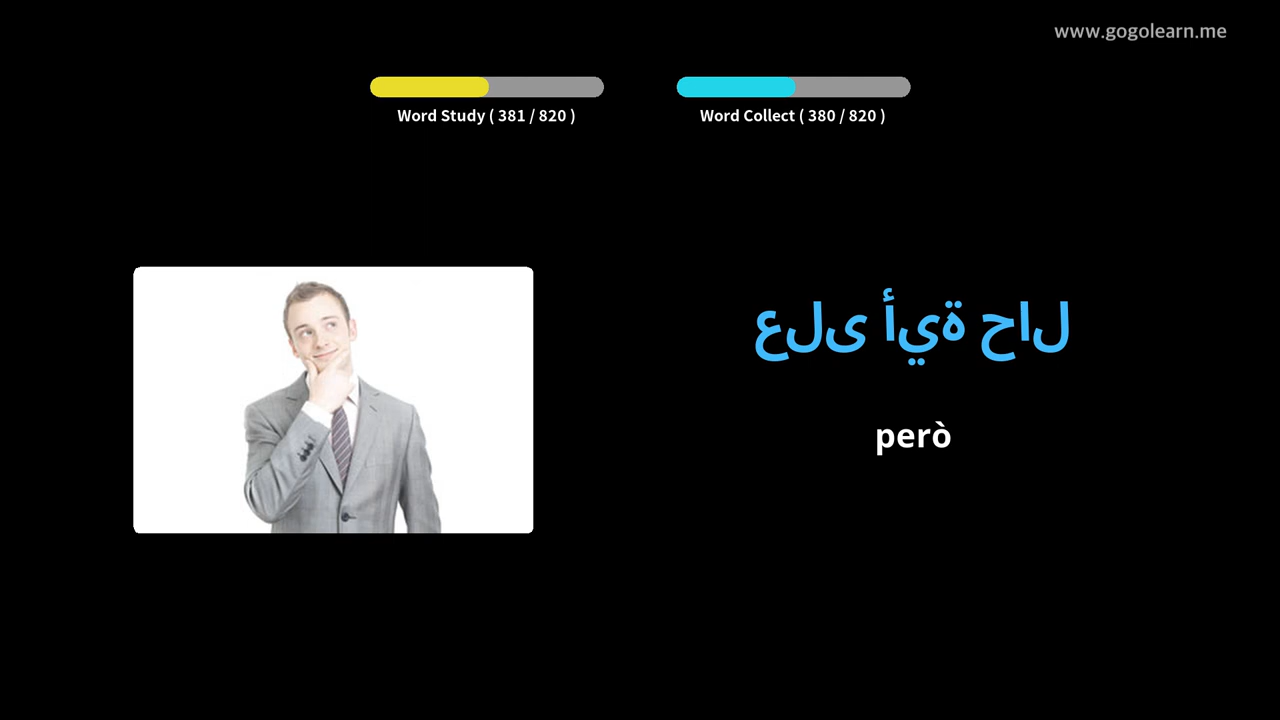 www.gogolearn.me
Word Study ( 381 / 820 )
Word Collect ( 380 / 820 )
على أية حال
però